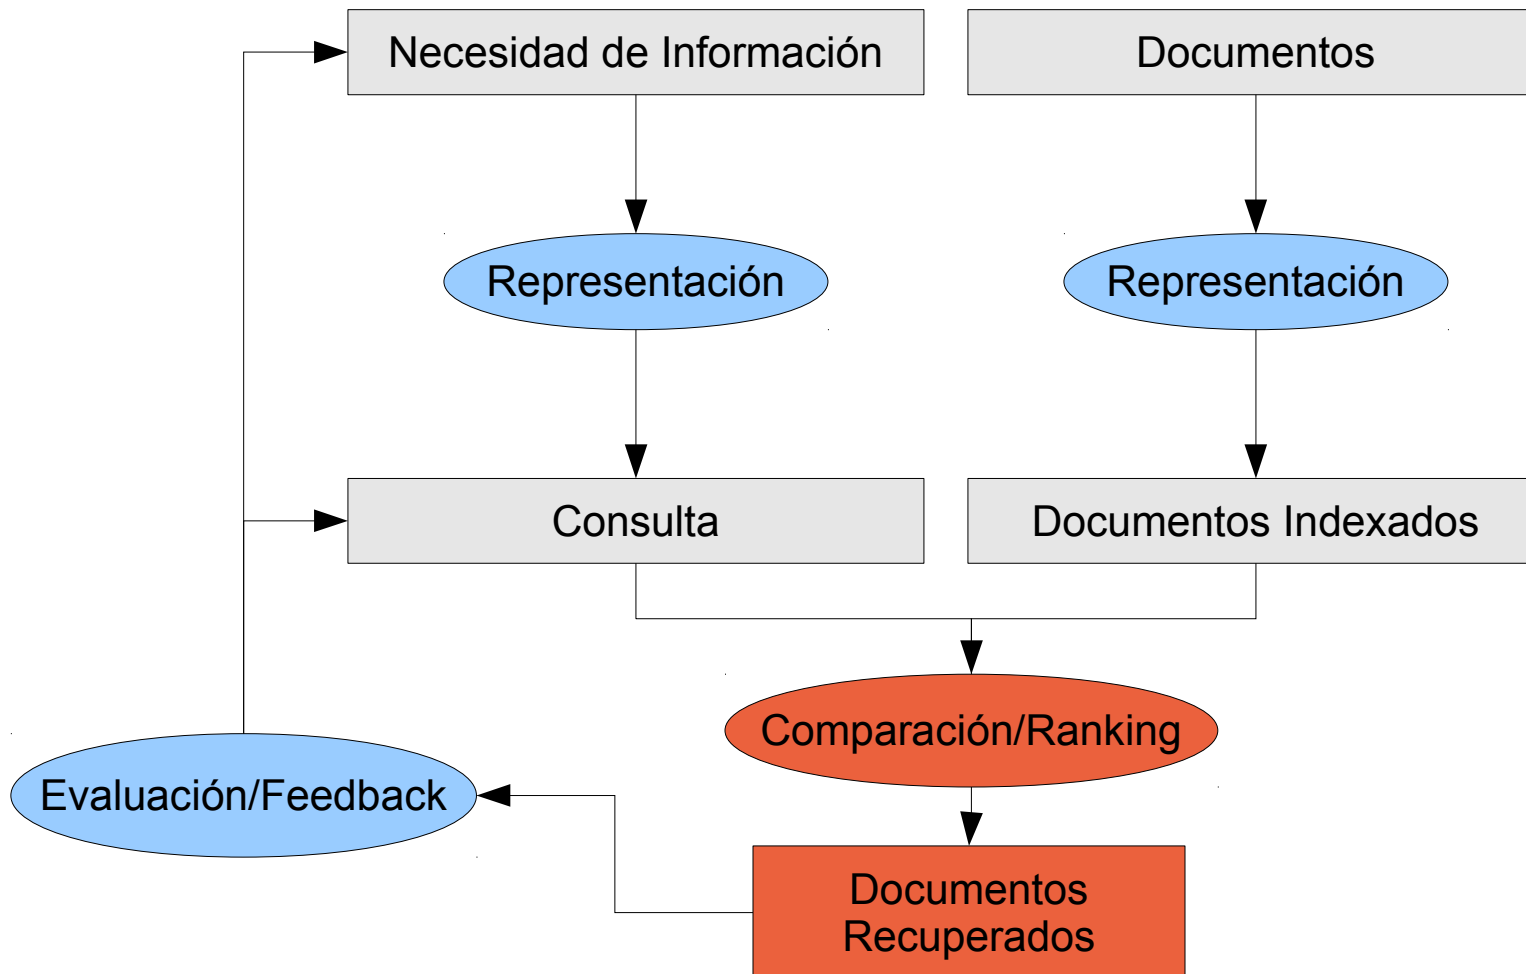 Necesidad de Información
Documentos
Representación
Representación
Consulta
Documentos Indexados
Comparación/Ranking
Evaluación/Feedback
Documentos
Recuperados